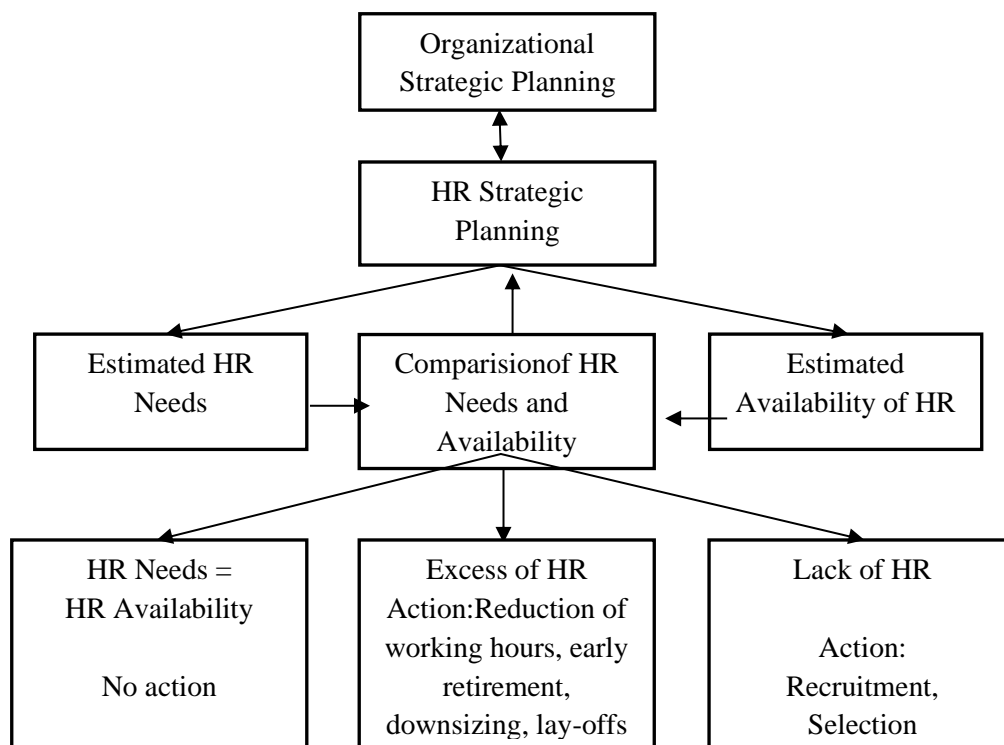 Organizational
Strategic Planning
HR Strategic
Planning
Estimated HR
Needs
Comparisionof HR
Needs and
Availability
Estimated
Availability of HR
HR Needs =
HR Availability
No action
Excess of HR
Action:Reduction of
working hours, early
retirement,
downsizing, lay-offs
Lack of HR
Action:
Recruitment,
Selection